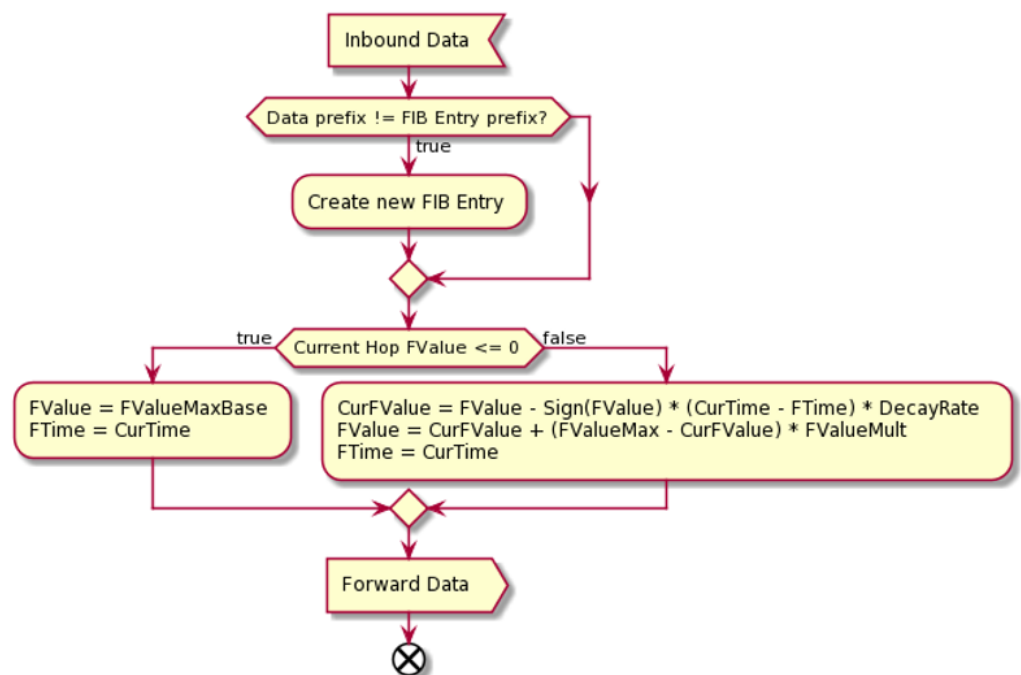 Inbound Data
Data prefix != FIB Entry prefix?
true
Create new FIB Entry
true
Current Hop FValue <= 0
false
FValue = FValueMaxBase
FTime = CurTime
CurFValue = FValue - Sign(FValue) * (CurTime - FTime) * DecayRate
FValue = CurFValue + (FValueMax - CurFValue) * FValueMult
FTime = CurTime
Forward Data